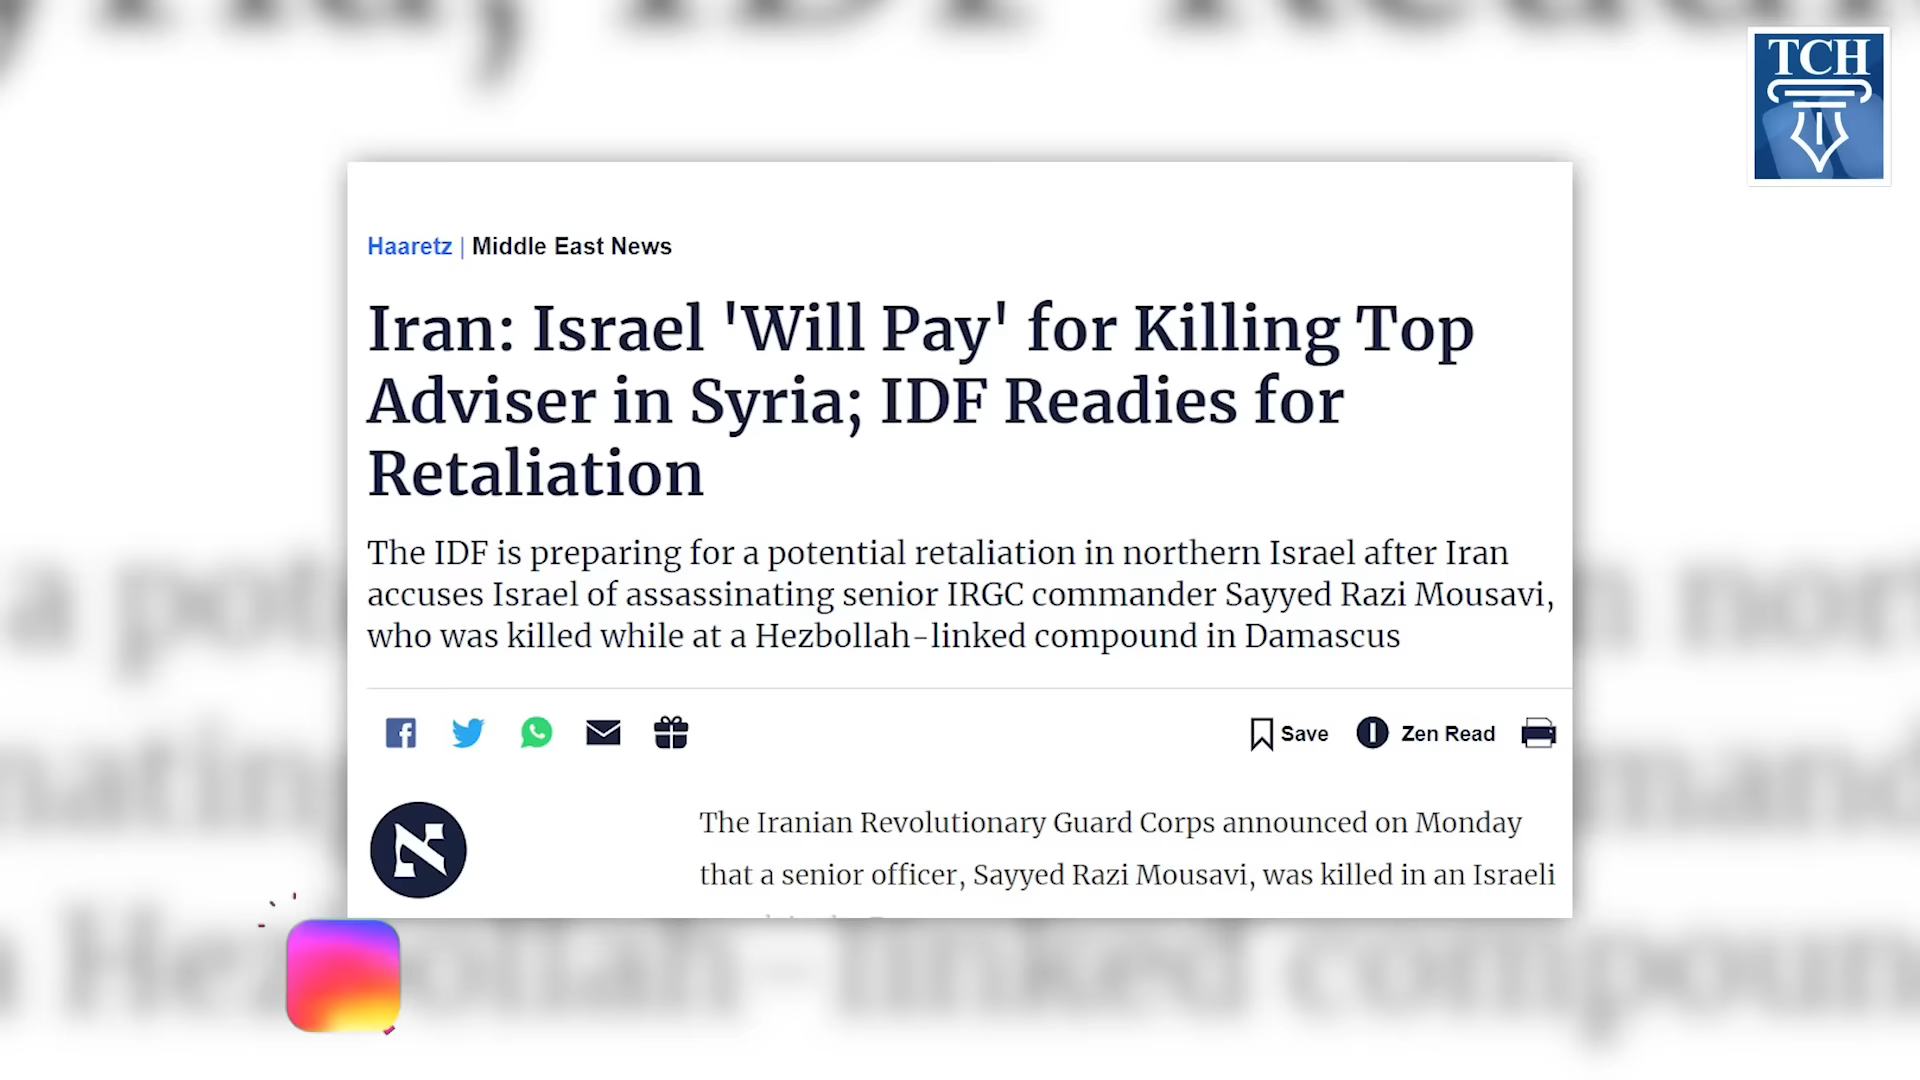 TCH
Haaretz | Middle East News
Iran: Israel 'Will Pay' for Killing Top
Adviser in Syria; IDF Readies for
Retaliation
The IDF is preparing for a potential retaliation in northern Israel after Iran
accuses Israel of assassinating senior IRGC commander Sayyed Razi Mousavi,
who was killed while at a Hezbollah-linked compound in Damascus
Save Zen Read
The Iranian Revolutionary Guard Corps announced on Monday
that a senior officer, Sayyed Razi Mousavi, was killed in an Israeli